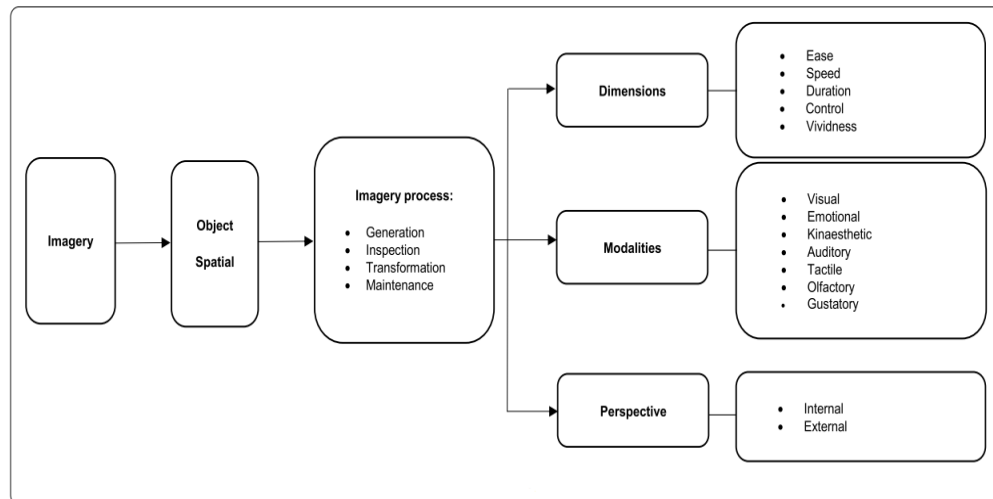 Imagery
Object
Spatial
Imagery process:
• Generation
• Inspection
• Transformation
• Maintenance
Dimensions
• Ease
• Speed
• Duration
• Control
• Vividness
Modalities
• Visual
• Emotional
• Kinaesthetic
• Auditory
• Tactile
• Olfactory
• Gustatory
Perspective
• Internal
• External